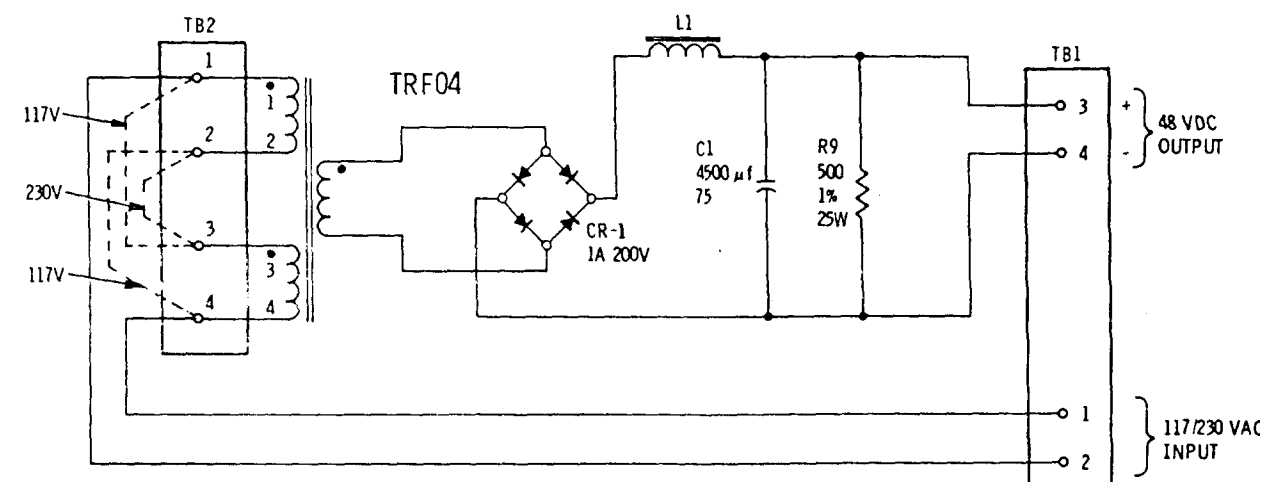 TB2
1
117V
1
2
2
230V
3
3
117V
4
4
TRF04
CR-1
1A 200V
L1
C1
4500 μf
75
R9
500
1%
25W
TB1
3 +
4 -
48 VDC
OUTPUT
1
2
117/230 VAC
INPUT